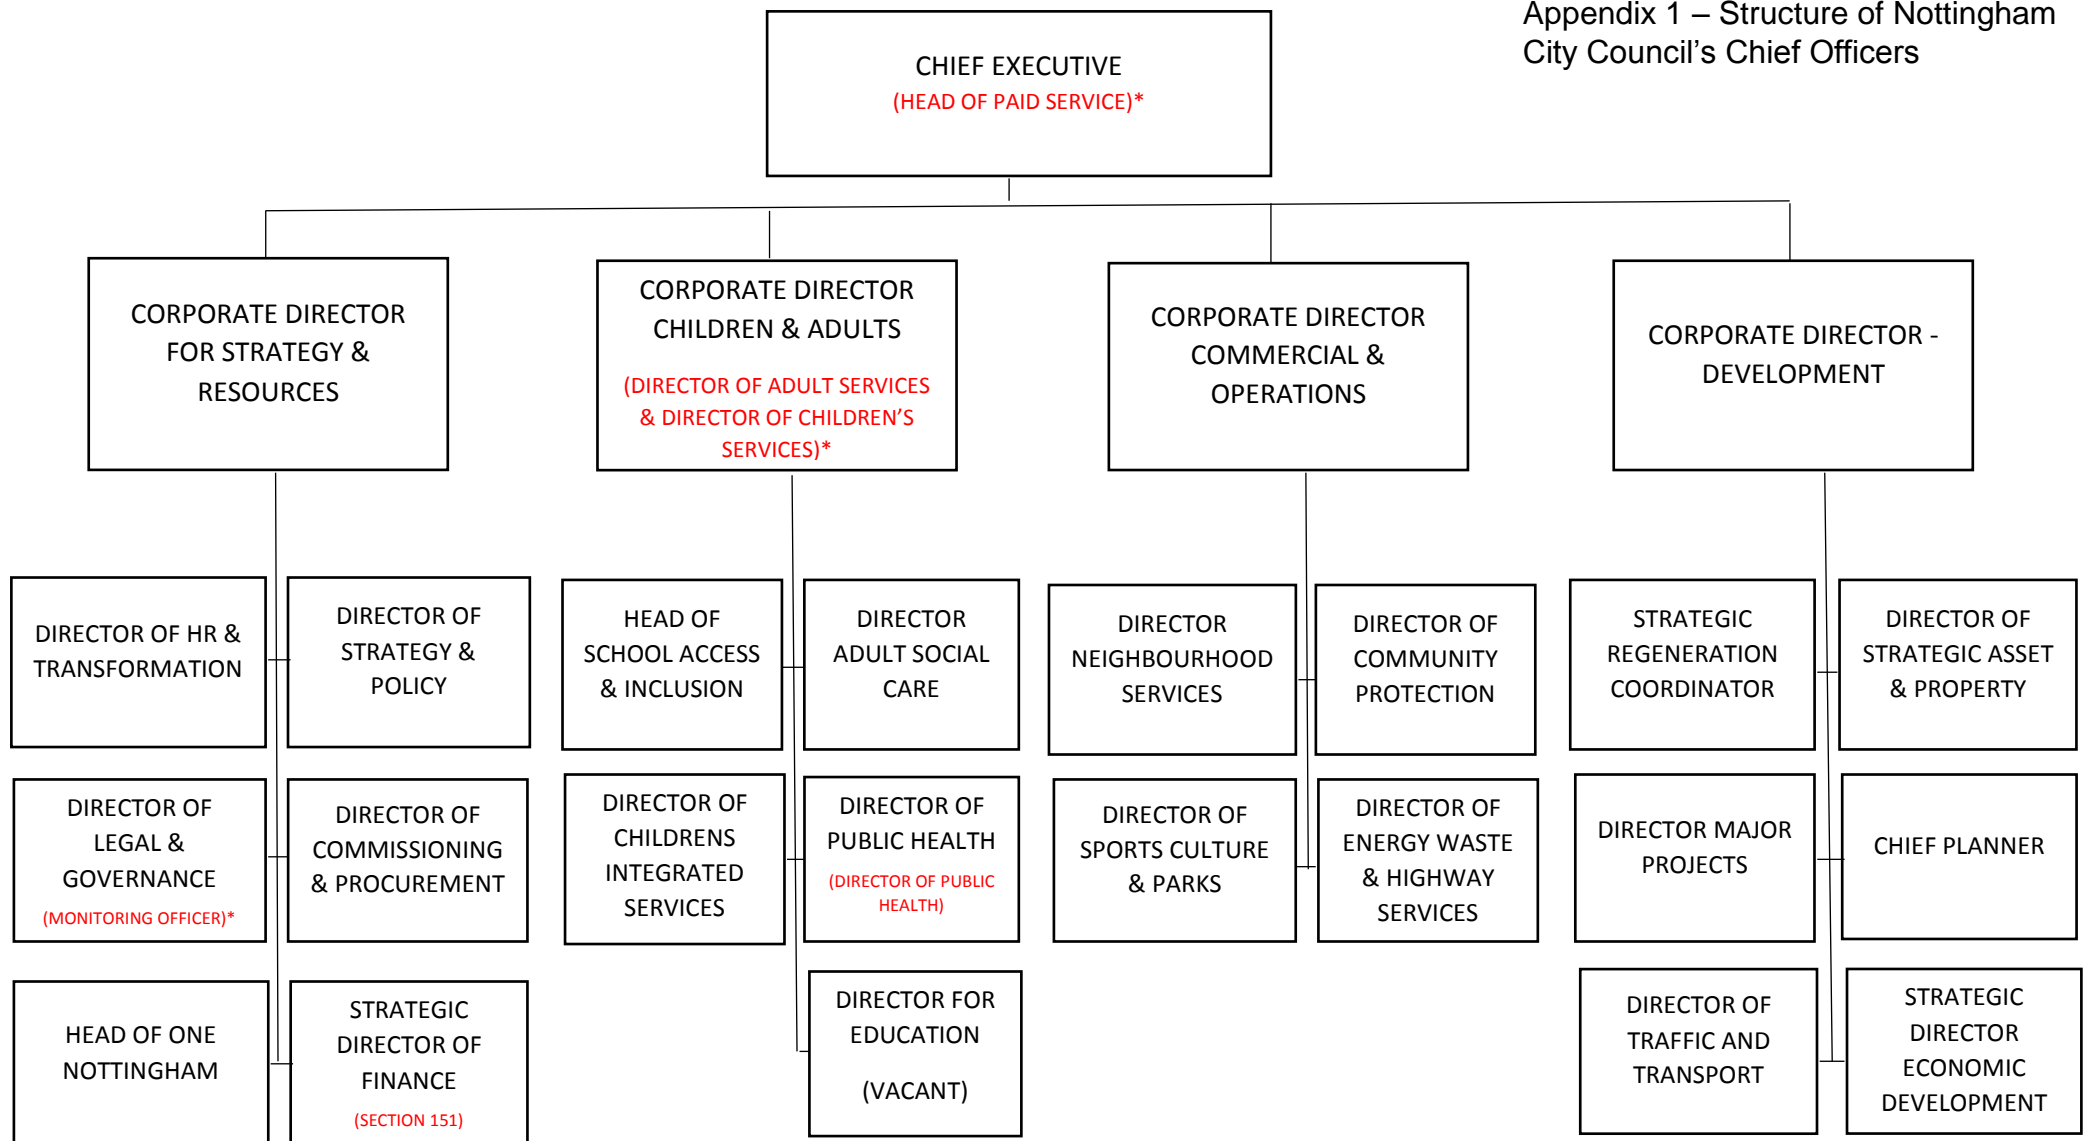 Appendix 1 – Structure of Nottingham
City Council’s Chief Officers
CHIEF EXECUTIVE
(HEAD OF PAID SERVICE)*
CORPORATE DIRECTOR
FOR STRATEGY &
RESOURCES
CORPORATE DIRECTOR
CHILDREN & ADULTS
(DIRECTOR OF ADULT SERVICES
& DIRECTOR OF CHILDREN’S
SERVICES)*
CORPORATE DIRECTOR
COMMERCIAL &
OPERATIONS
CORPORATE DIRECTOR -
DEVELOPMENT
DIRECTOR OF HR &
TRANSFORMATION
DIRECTOR OF
STRATEGY &
POLICY
HEAD OF
SCHOOL ACCESS
& INCLUSION
DIRECTOR
ADULT SOCIAL
CARE
DIRECTOR
NEIGHBOURHOOD
SERVICES
DIRECTOR OF
COMMUNITY
PROTECTION
STRATEGIC
REGENERATION
COORDINATOR
DIRECTOR OF
STRATEGIC ASSET
& PROPERTY
DIRECTOR OF
LEGAL &
GOVERNANCE
(MONITORING OFFICER)*
DIRECTOR OF
COMMISSIONING
& PROCUREMENT
DIRECTOR OF
CHILDRENS
INTEGRATED
SERVICES
DIRECTOR OF
PUBLIC HEALTH
(DIRECTOR OF PUBLIC
HEALTH)
DIRECTOR OF
SPORTS CULTURE
& PARKS
DIRECTOR OF
ENERGY WASTE
& HIGHWAY
SERVICES
DIRECTOR MAJOR
PROJECTS
CHIEF PLANNER
HEAD OF ONE
NOTTINGHAM
STRATEGIC
DIRECTOR OF
FINANCE
(SECTION 151)
DIRECTOR FOR
EDUCATION
(VACANT)
DIRECTOR OF
TRAFFIC AND
TRANSPORT
STRATEGIC
DIRECTOR
ECONOMIC
DEVELOPMENT